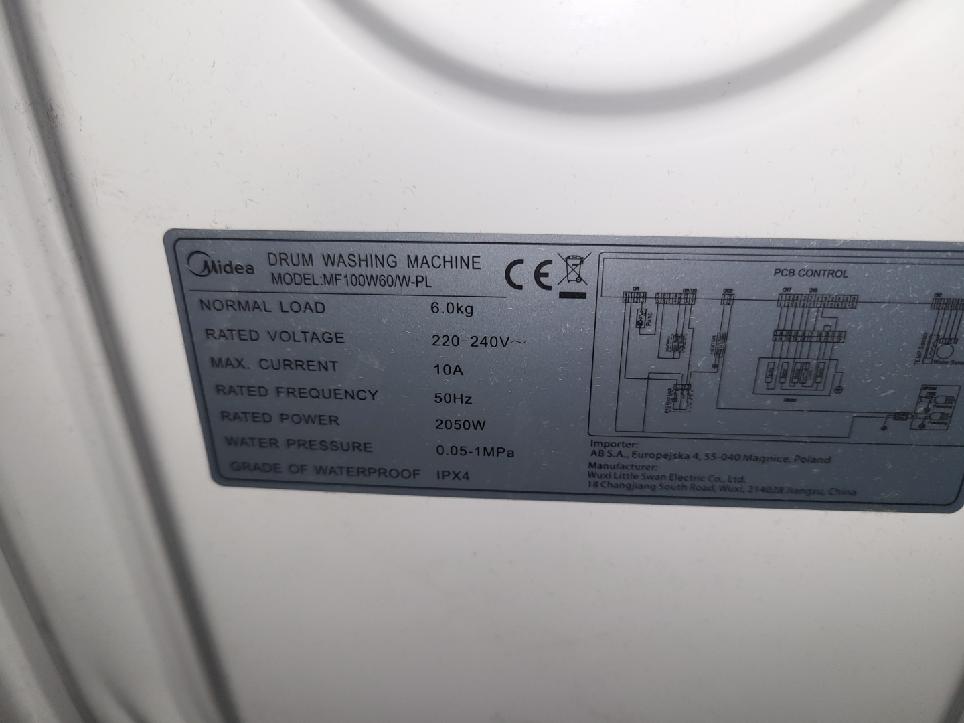 Midea
DRUM WASHING MACHINE
MODEL:MF100W60/W-PL
CE
NORMAL LOAD 6.0kg
RATED VOLTAGE 220-240V~
MAX. CURRENT 10A
RATED FREQUENCY 50Hz
RATED POWER 2050W
WATER PRESSURE 0.05-1MPa
GRADE OF WATERPROOF IPX4
PCB CONTROL
Importer:
AB S.A., Europejska 4, 55-040 Magnice, Poland
Manufacturer:
Wuxi Little Swan Electric Co., Ltd.
18 Changjiang South Road, Wuxi, 214028 Jiangsu, China